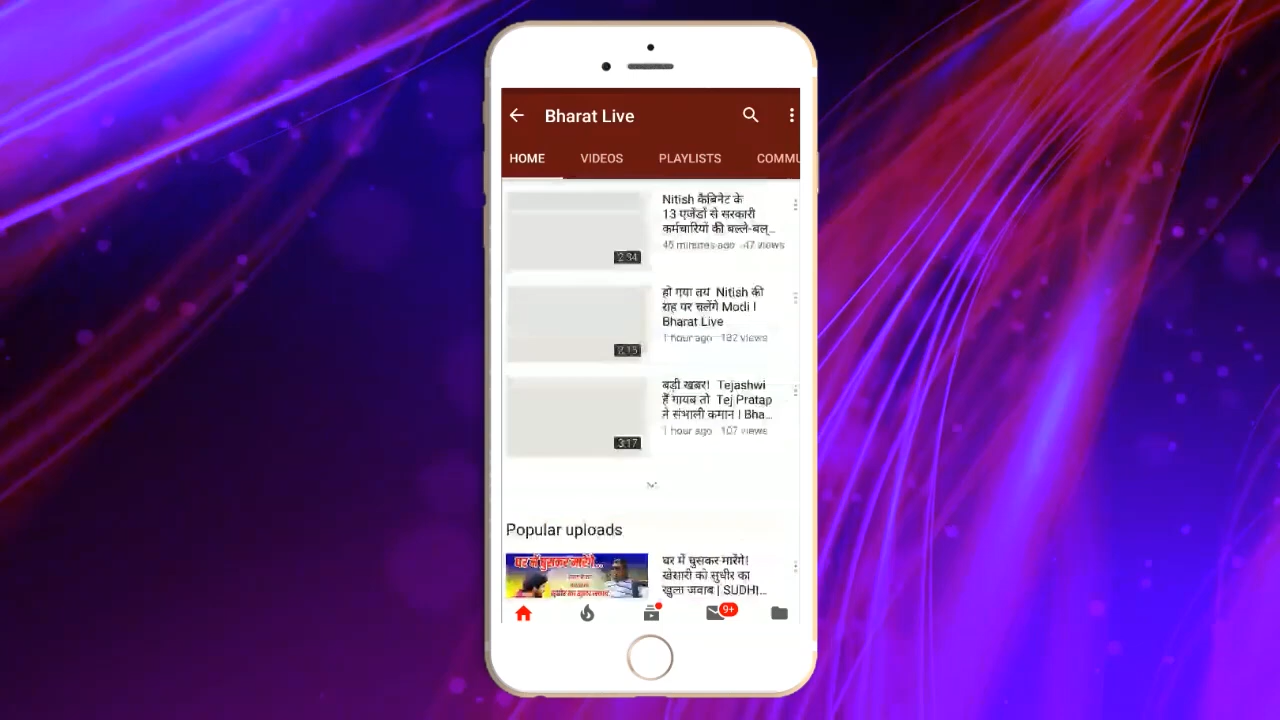 Bharat Live
HOME VIDEOS PLAYLISTS COMMU
Nitish कैबिनेट के
13 एजेंडों से सरकारी
कर्मचारियों की बल्ले-बल्...
45 minutes ago 47 views
2:34
हो गया तय Nitish की
राह पर चलेंगे Modi I
Bharat Live
1 hour ago 182 views
2:15
बड़ी खबर! Tejashwi
हैं गायब तो Tej Pratap
ने संभाली कमान I Bha...
1 hour ago 107 views
3:17
Popular uploads
घर में घुसकर मारेंगे...
घर में घुसकर मारेंगे!
खेसारी को सुधीर का
खुला जवाब | SUDHI...
9+